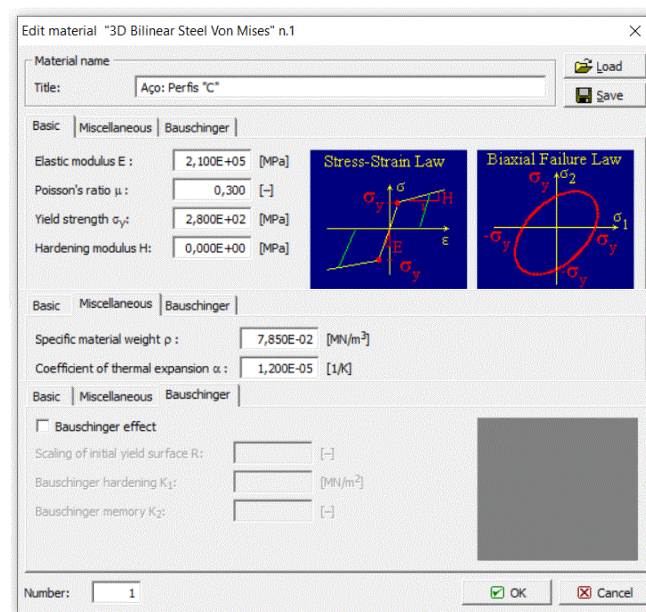 Edit material "3D Bilinear Steel Von Mises" n.1
Material name
Title: Aço: Perfis "C"
Load
Save
Basic Miscellaneous Bauschinger
Elastic modulus E : 2,100E+05 [MPa]
Poisson's ratio μ : 0,300 [–]
Yield strength σy: 2,800E+02 [MPa]
Hardening modulus H: 0,000E+00 [MPa]
Stress-Strain Law
σ
σy
H
E
ε
σy
Biaxial Failure Law
σy σ2
σ1
-σy
σy
-σy
Basic Miscellaneous Bauschinger
Specific material weight ρ : 7,850E-02 [MN/m³]
Coefficient of thermal expansion α : 1,200E-05 [1/K]
Basic Miscellaneous Bauschinger
Bauschinger effect
Scaling of initial yield surface R: [–]
Bauschinger hardening K₁: [MN/m²]
Bauschinger memory K₂: [–]
Number: 1
OK
Cancel